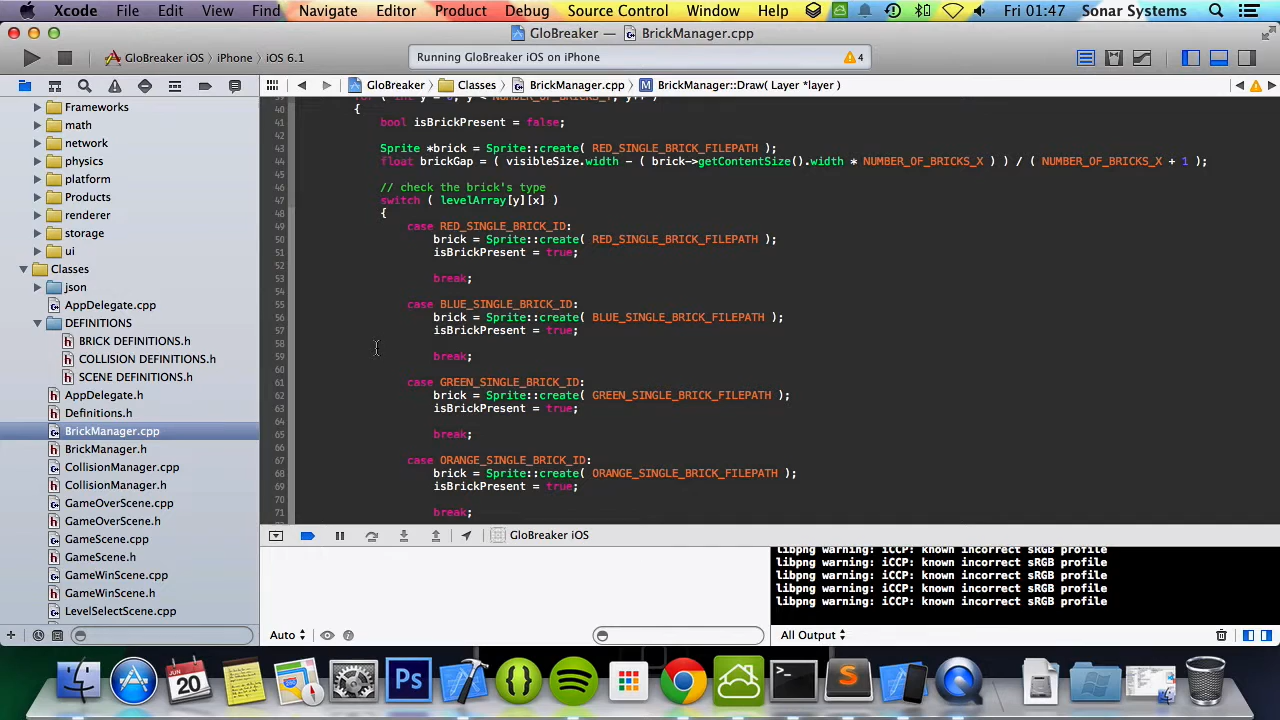 Xcode File Edit View Find Navigate Editor Product Debug Source Control Window Help Fri 01:47 Sonar Systems
GloBreaker — BrickManager.cpp
GloBreaker iOS iPhone iOS 6.1
Running GloBreaker iOS on iPhone
4
GloBreaker Classes BrickManager.cpp BrickManager::Draw( Layer *layer )
Frameworks
math
network
physics
platform
Products
renderer
storage
ui
Classes
json
AppDelegate.cpp
DEFINITIONS
BRICK DEFINITIONS.h
COLLISION DEFINITIONS.h
SCENE DEFINITIONS.h
AppDelegate.h
Definitions.h
BrickManager.cpp
BrickManager.h
CollisionManager.cpp
CollisionManager.h
GameOverScene.cpp
GameOverScene.h
GameScene.cpp
GameScene.h
GameWinScene.cpp
GameWinScene.h
LevelSelectScene.cpp
40 {
41 bool isBrickPresent = false;
42
43 Sprite *brick = Sprite::create( RED_SINGLE_BRICK_FILEPATH );
44 float brickGap = ( visibleSize.width - ( brick->getContentSize().width * NUMBER_OF_BRICKS_X ) ) / ( NUMBER_OF_BRICKS_X + 1 );
45
46 // check the brick's type
47 switch ( levelArray[y][x] )
48 {
49 case RED_SINGLE_BRICK_ID:
50 brick = Sprite::create( RED_SINGLE_BRICK_FILEPATH );
51 isBrickPresent = true;
52
53 break;
54
55 case BLUE_SINGLE_BRICK_ID:
56 brick = Sprite::create( BLUE_SINGLE_BRICK_FILEPATH );
57 isBrickPresent = true;
58
59 break;
60
61 case GREEN_SINGLE_BRICK_ID:
62 brick = Sprite::create( GREEN_SINGLE_BRICK_FILEPATH );
63 isBrickPresent = true;
64
65 break;
66
67 case ORANGE_SINGLE_BRICK_ID:
68 brick = Sprite::create( ORANGE_SINGLE_BRICK_FILEPATH );
69 isBrickPresent = true;
70
71 break;
GloBreaker iOS
libpng warning: iCCP: known incorrect sRGB profile
libpng warning: iCCP: known incorrect sRGB profile
libpng warning: iCCP: known incorrect sRGB profile
libpng warning: iCCP: known incorrect sRGB profile
libpng warning: iCCP: known incorrect sRGB profile
Auto
All Output
JUN
20
Ps